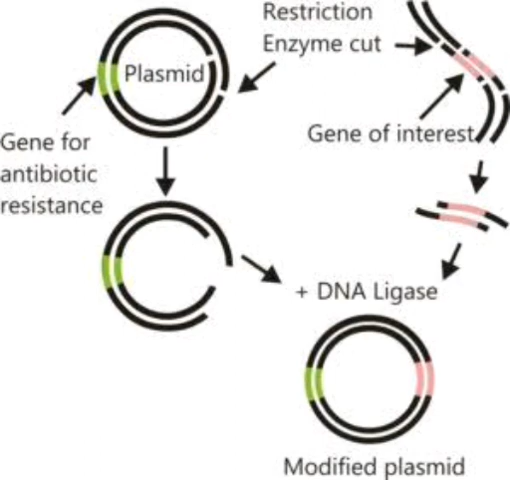 Restriction
Enzyme cut
Plasmid
Gene for
antibiotic
resistance
Gene of interest
+ DNA Ligase
Modified plasmid